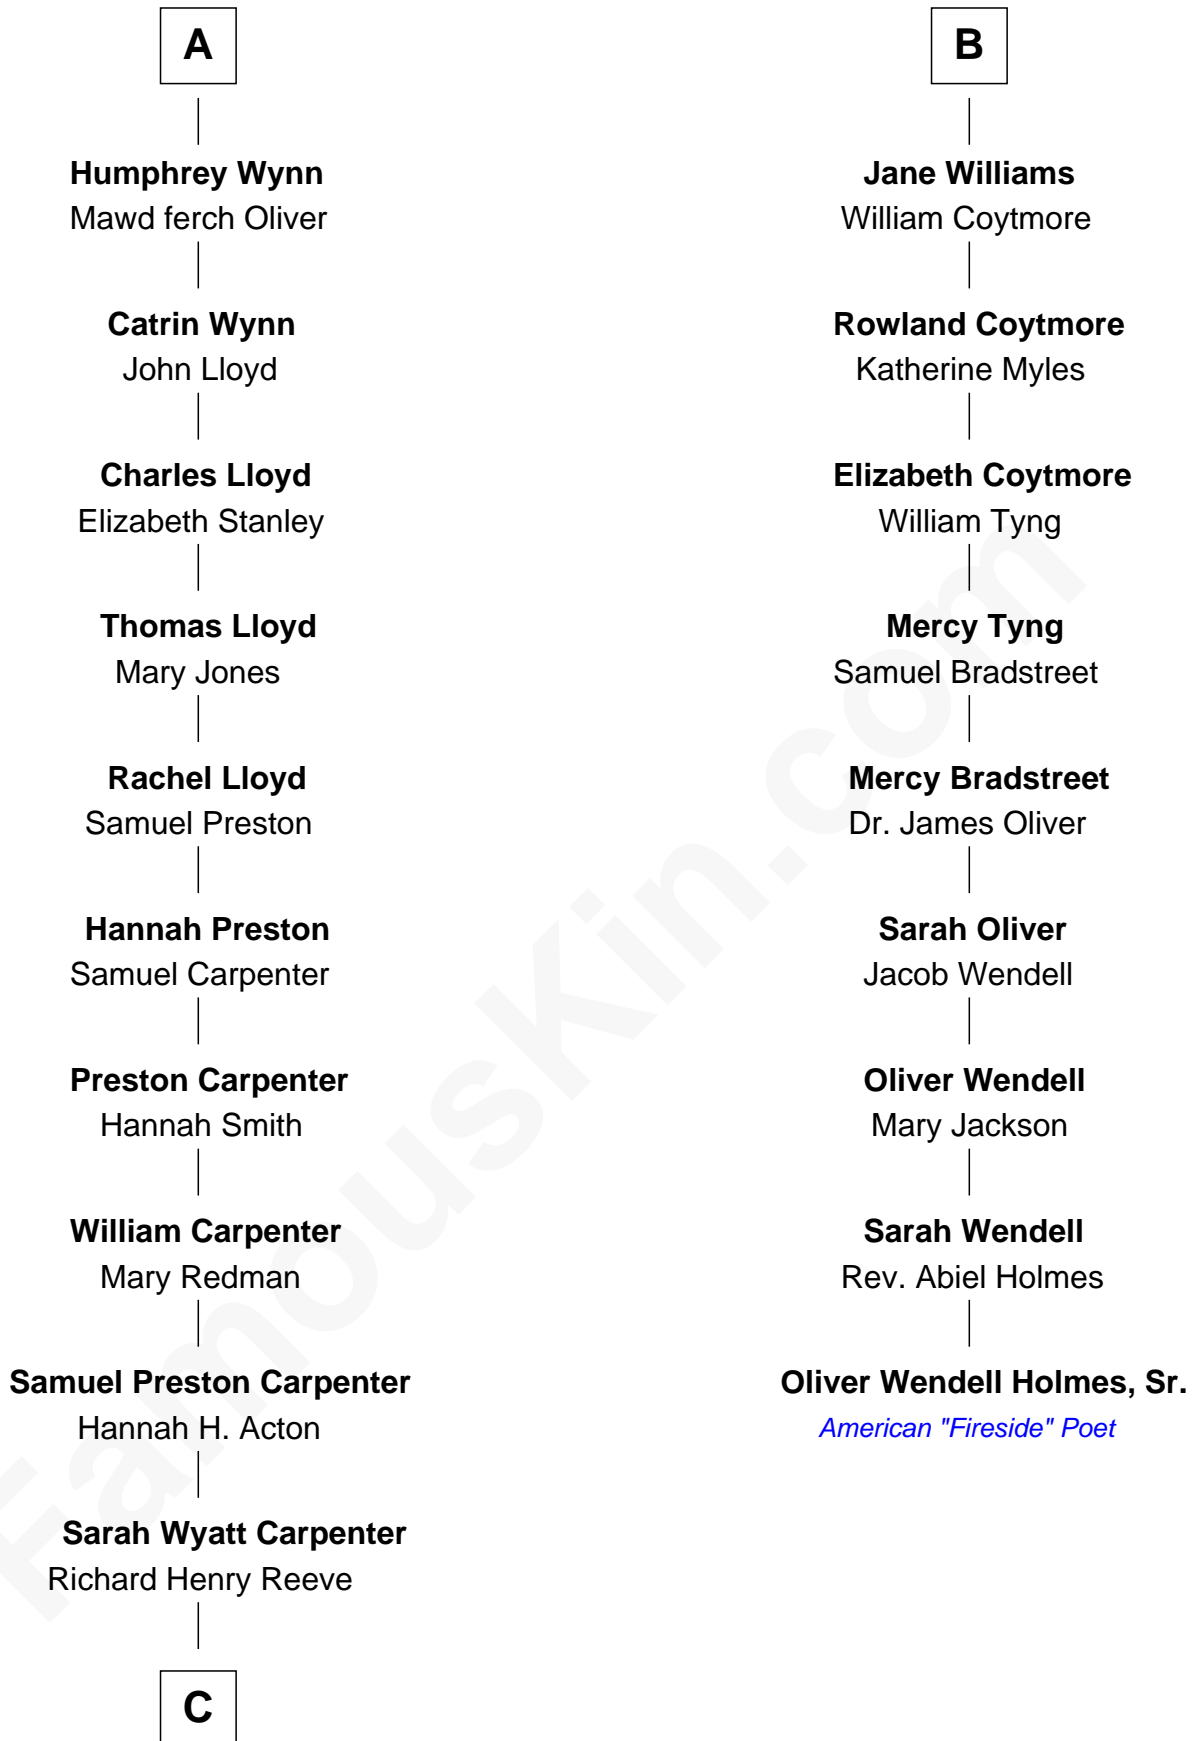 A
Humphrey Wynn
Mawd ferch Oliver
Catrin Wynn
John Lloyd
Charles Lloyd
Elizabeth Stanley
Thomas Lloyd
Mary Jones
Rachel Lloyd
Samuel Preston
Hannah Preston
Samuel Carpenter
Preston Carpenter
Hannah Smith
William Carpenter
Mary Redman
Samuel Preston Carpenter
Hannah H. Acton
Sarah Wyatt Carpenter
Richard Henry Reeve
C
B
Jane Williams
William Coytmore
Rowland Coytmore
Katherine Myles
Elizabeth Coytmore
William Tyng
Mercy Tyng
Samuel Bradstreet
Mercy Bradstreet
Dr. James Oliver
Sarah Oliver
Jacob Wendell
Oliver Wendell
Mary Jackson
Sarah Wendell
Rev. Abiel Holmes
Oliver Wendell Holmes, Sr.
American "Fireside" Poet
FamousKin.com